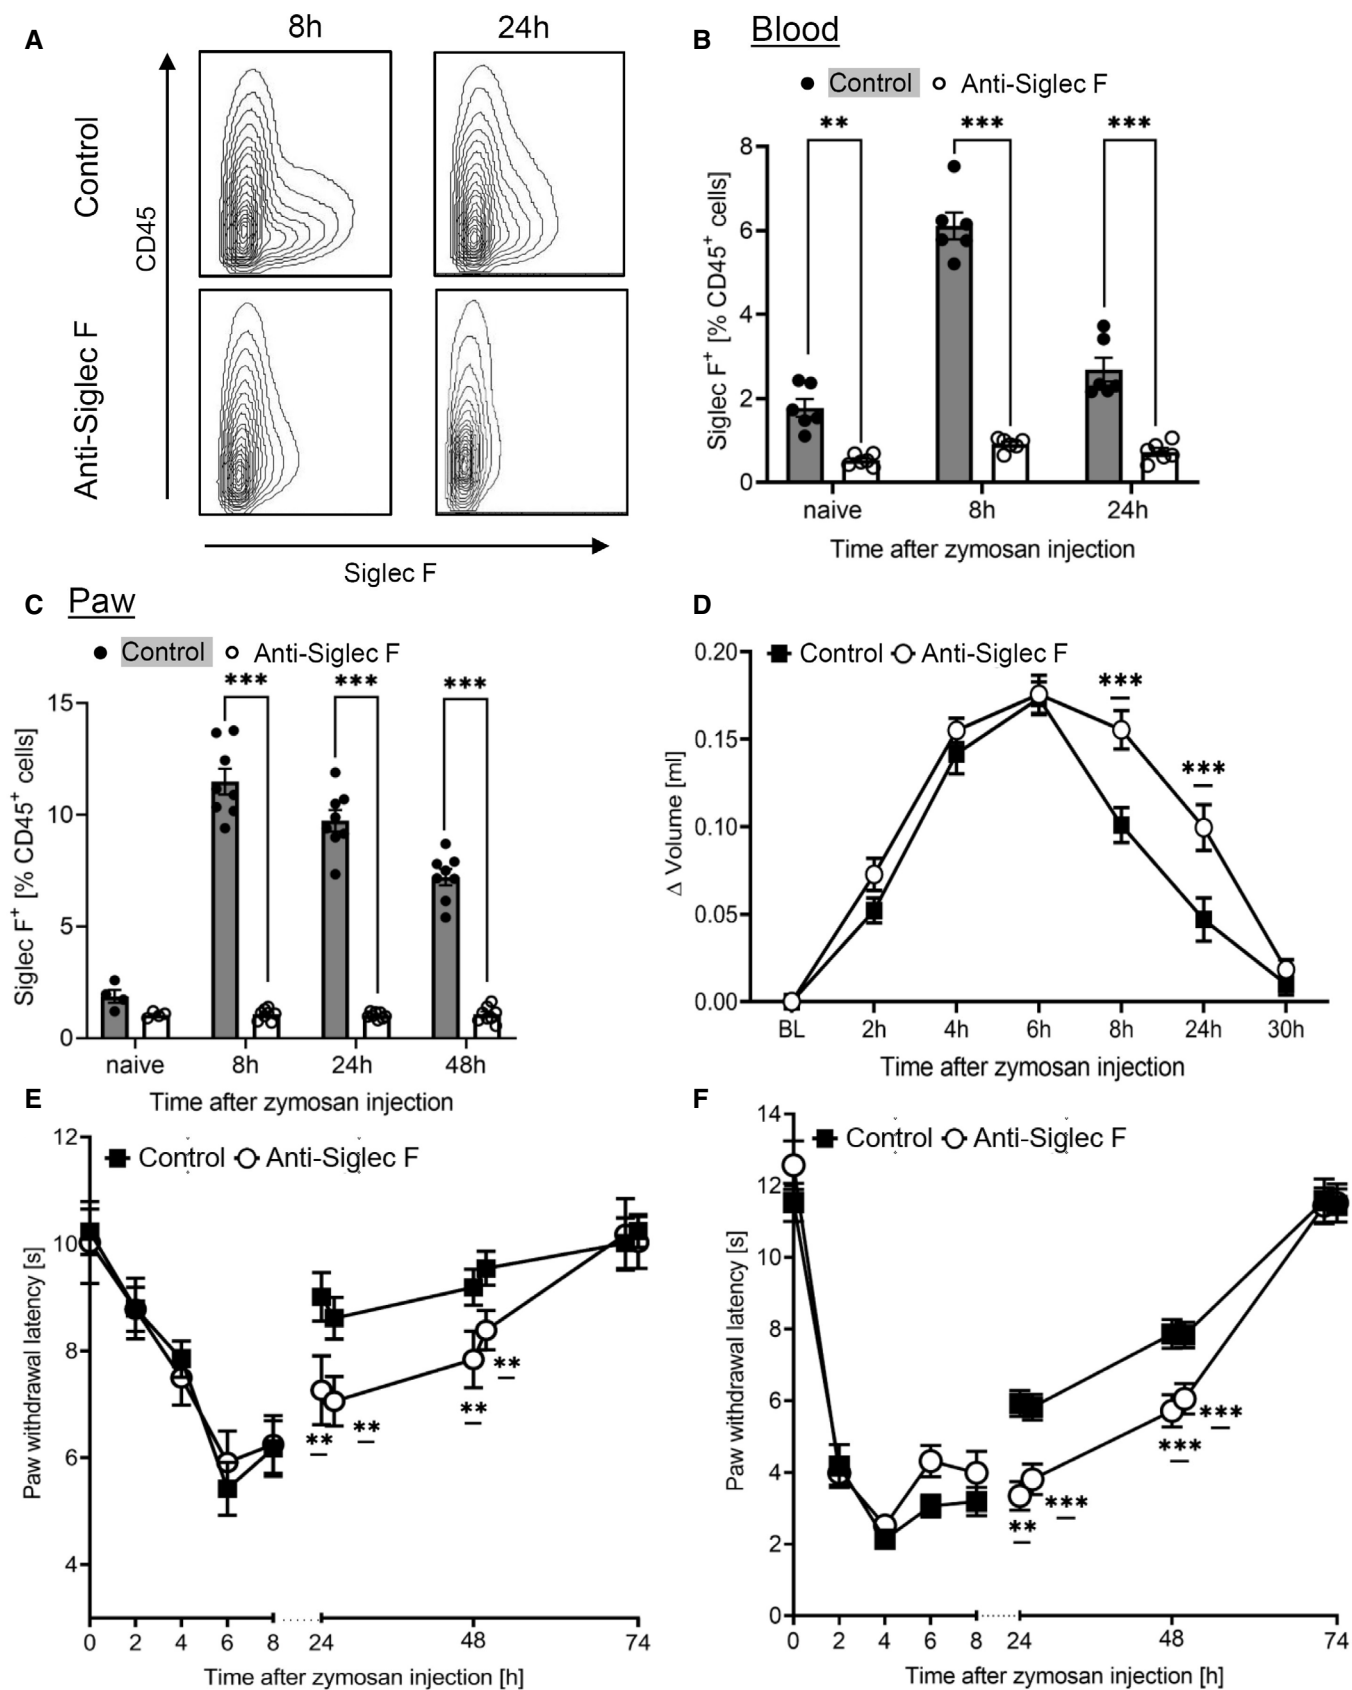 A
8h
24h
Control
CD45
Anti-Siglec F
Siglec F
B
Blood
Control
Anti-Siglec F
**
***
***
Siglec F+ [% CD45+ cells]
8
6
4
2
0
naive
8h
24h
Time after zymosan injection
C
Paw
Control
Anti-Siglec F
***
***
***
Siglec F+ [% CD45+ cells]
15
10
5
0
naive
8h
24h
48h
Time after zymosan injection
D
Control
Anti-Siglec F
***
***
Δ Volume [ml]
0.20
0.15
0.10
0.05
0.00
BL
2h
4h
6h
8h
24h
30h
Time after zymosan injection
E
Control
Anti-Siglec F
Paw withdrawal latency [s]
12
10
8
6
4
**
**
**
**
0
2
4
6
8
24
48
74
Time after zymosan injection [h]
F
Control
Anti-Siglec F
Paw withdrawal latency [s]
14
12
10
8
6
4
2
0
**
***
***
***
0
2
4
6
8
24
48
74
Time after zymosan injection [h]